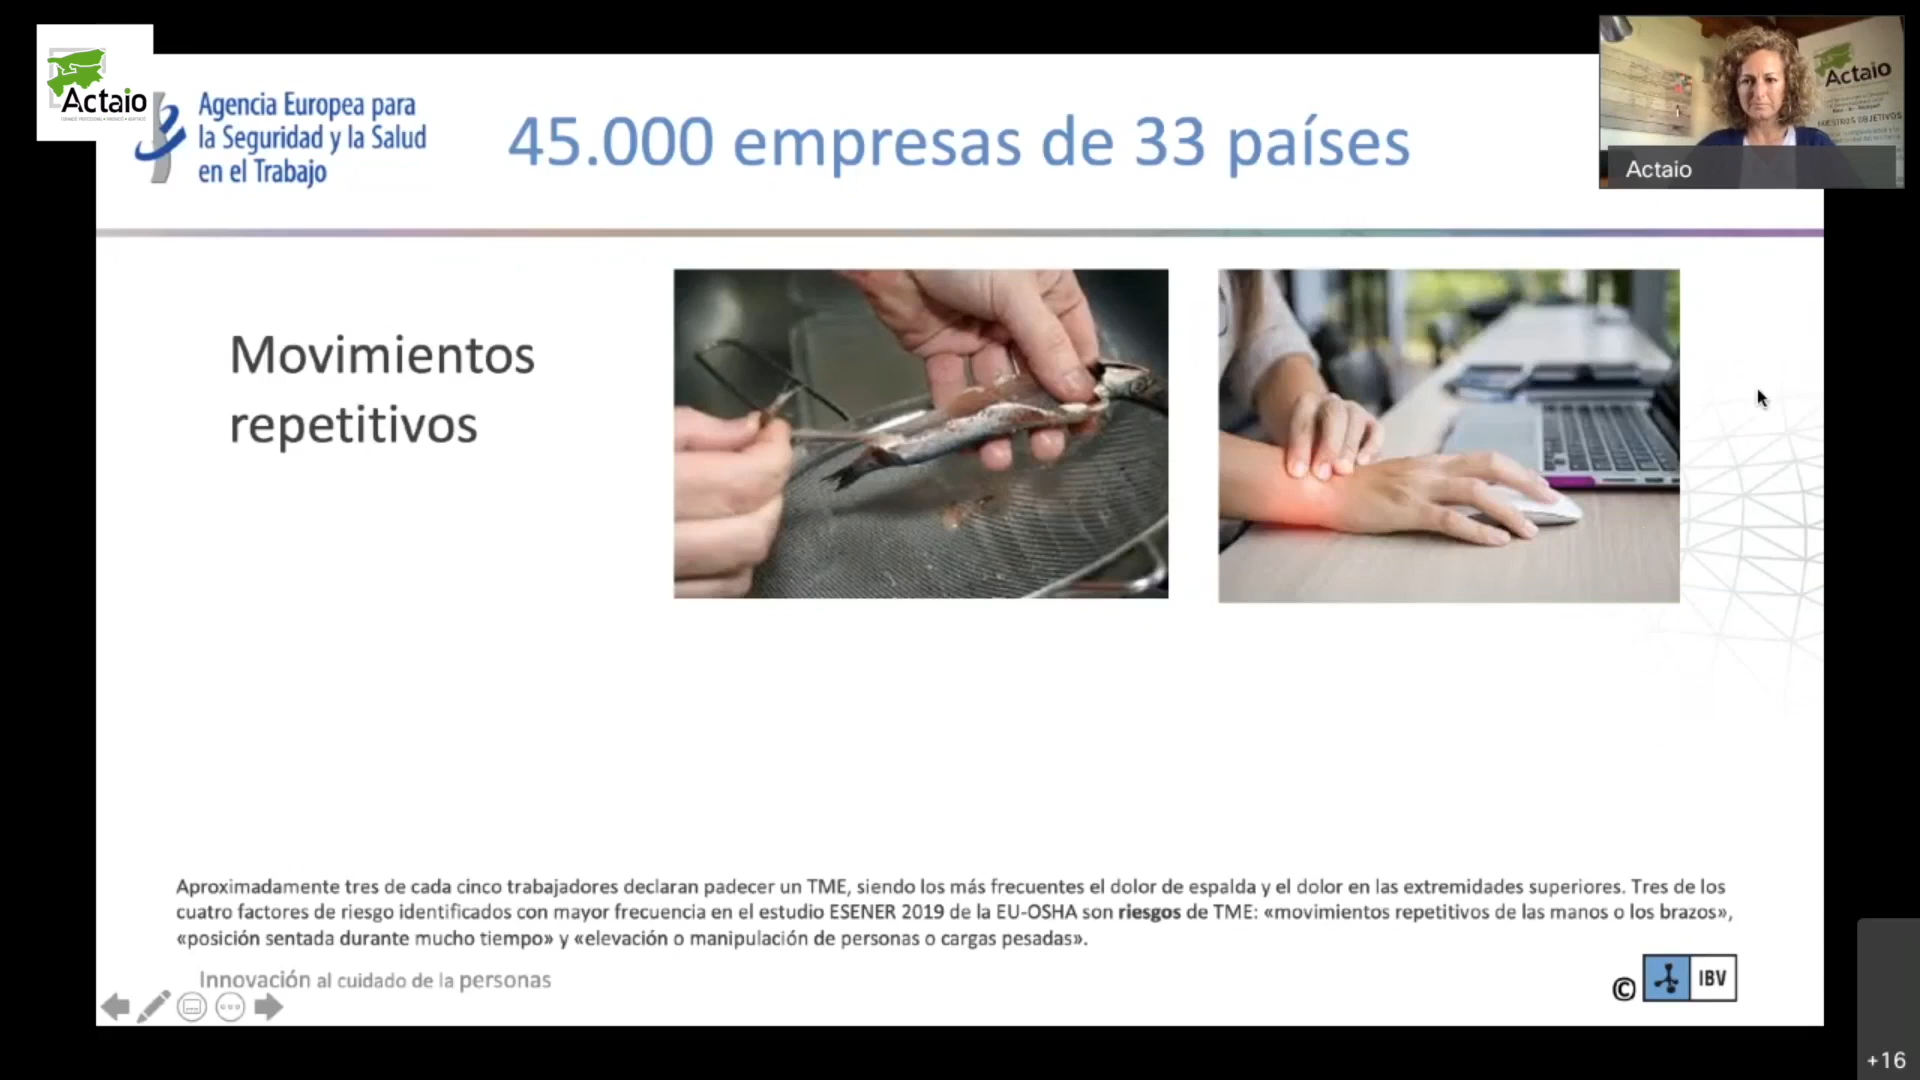 Actaio
Agencia Europea para
la Seguridad y la Salud
en el Trabajo
45.000 empresas de 33 países
Actaio
NUESTROS OBJETIVOS
Actaio
Movimientos
repetitivos
Aproximadamente tres de cada cinco trabajadores declaran padecer un TME, siendo los más frecuentes el dolor de espalda y el dolor en las extremidades superiores. Tres de los
cuatro factores de riesgo identificados con mayor frecuencia en el estudio ESENER 2019 de la EU-OSHA son riesgos de TME: «movimientos repetitivos de las manos o los brazos»,
«posición sentada durante mucho tiempo» y «elevación o manipulación de personas o cargas pesadas».
Innovación al cuidado de la personas
© IBV
+16